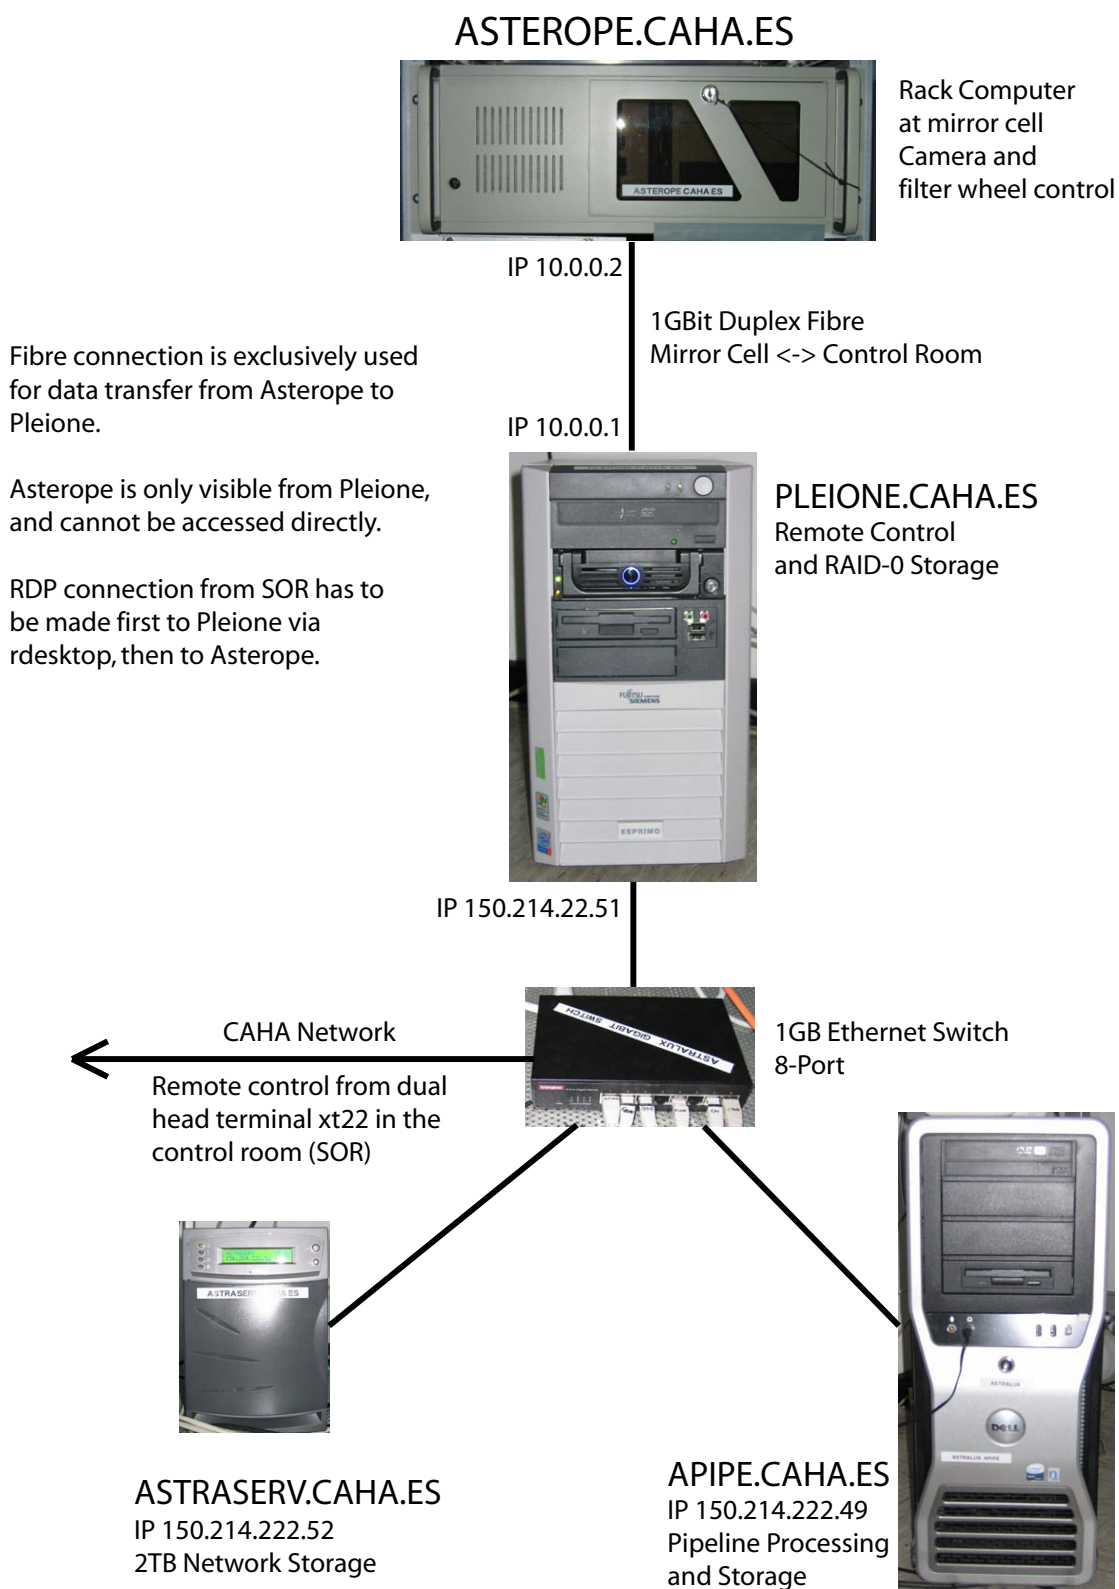 ASTEROPE.CAHA.ES
Rack Computer
at mirror cell
Camera and
filter wheel control
ASTEROPE CAHA ES
IP 10.0.0.2
1GBit Duplex Fibre
Mirror Cell <-> Control Room
Fibre connection is exclusively used
for data transfer from Asterope to
Pleione.
Asterope is only visible from Pleione,
and cannot be accessed directly.
RDP connection from SOR has to
be made first to Pleione via
rdesktop, then to Asterope.
IP 10.0.0.1
PLEIONE.CAHA.ES
Remote Control
and RAID-0 Storage
FUJITSU
SIEMENS
ESPRIMO
IP 150.214.22.51
ASTRALUX GIGABIT SWITCH
1GB Ethernet Switch
8-Port
CAHA Network
Remote control from dual
head terminal xt22 in the
control room (SOR)
ASTRALUX
DELL
ASTRALUX APIPE
ASTRASERV.CAHA.ES
IP 150.214.222.52
2TB Network Storage
APIPE.CAHA.ES
IP 150.214.222.49
Pipeline Processing
and Storage